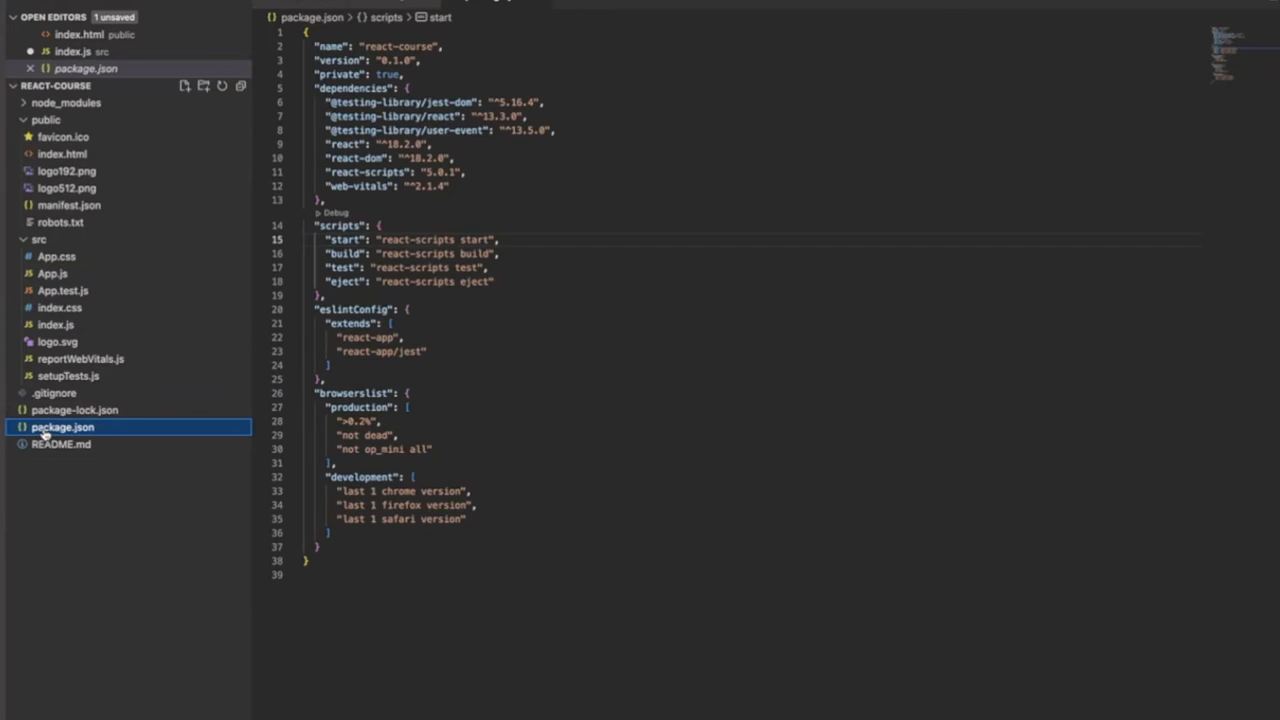 OPEN EDITORS 1 unsaved
index.html public
JS index.js src
{} package.json
REACT-COURSE
node_modules
public
favicon.ico
<> index.html
logo192.png
logo512.png
{} manifest.json
robots.txt
src
# App.css
JS App.js
JS App.test.js
# index.css
JS index.js
logo.svg
JS reportWebVitals.js
JS setupTests.js
.gitignore
{} package-lock.json
{} package.json
README.md
{} package.json > {} scripts > start
1 {
2 "name": "react-course",
3 "version": "0.1.0",
4 "private": true,
5 "dependencies": {
6 "@testing-library/jest-dom": "^5.16.4",
7 "@testing-library/react": "^13.3.0",
8 "@testing-library/user-event": "^13.5.0",
9 "react": "^18.2.0",
10 "react-dom": "^18.2.0",
11 "react-scripts": "5.0.1",
12 "web-vitals": "^2.1.4"
13 },
Debug
14 "scripts": {
15 "start": "react-scripts start",
16 "build": "react-scripts build",
17 "test": "react-scripts test",
18 "eject": "react-scripts eject"
19 },
20 "eslintConfig": {
21 "extends": [
22 "react-app",
23 "react-app/jest"
24 ]
25 },
26 "browserslist": {
27 "production": [
28 ">0.2%",
29 "not dead",
30 "not op_mini all"
31 ],
32 "development": [
33 "last 1 chrome version",
34 "last 1 firefox version",
35 "last 1 safari version"
36 ]
37 }
38 }
39